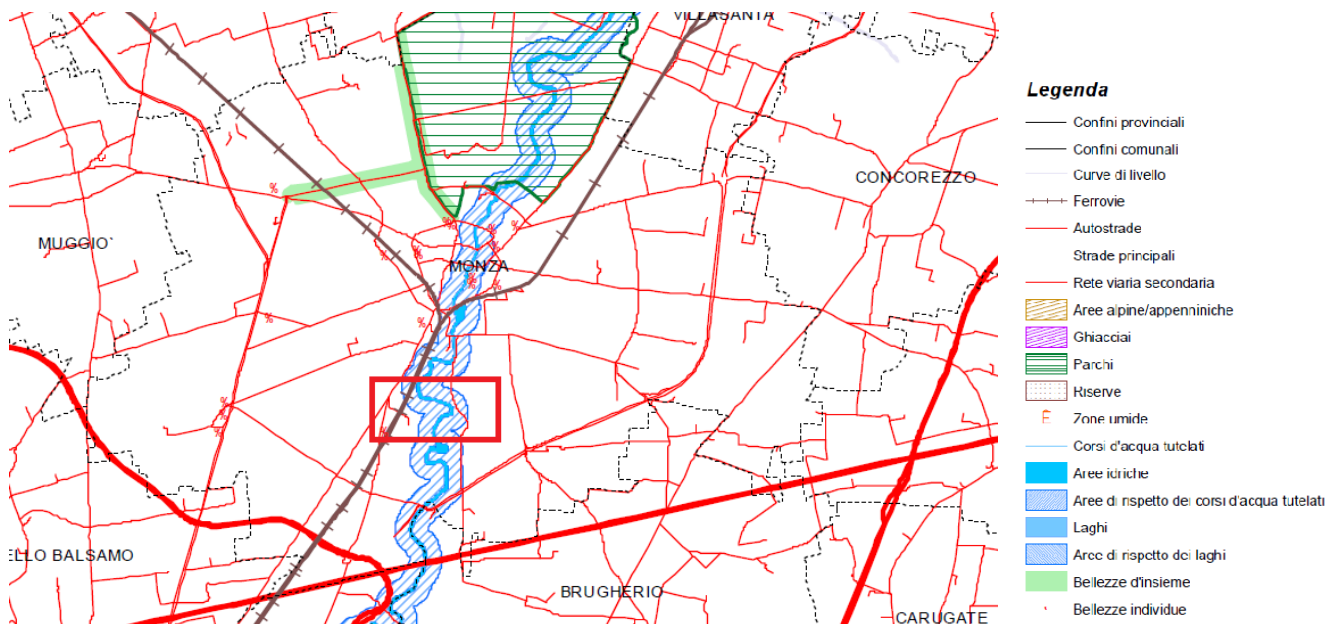 VILLASANTA
CONCOREZZO
MUGGIO`
MONZA
ELLO BALSAMO
BRUGHERIO
CARUGATE
Legenda
Confini provinciali
Confini comunali
Curve di livello
Ferrovie
Autostrade
Strade principali
Rete viaria secondaria
Aree alpine/appenniniche
Ghiacciai
Parchi
Riserve
E Zone umide
Corsi d'acqua tutelati
Aree idriche
Aree di rispetto dei corsi d'acqua tutelati
Laghi
Aree di rispetto dei laghi
Bellezze d'insieme
Bellezze individue